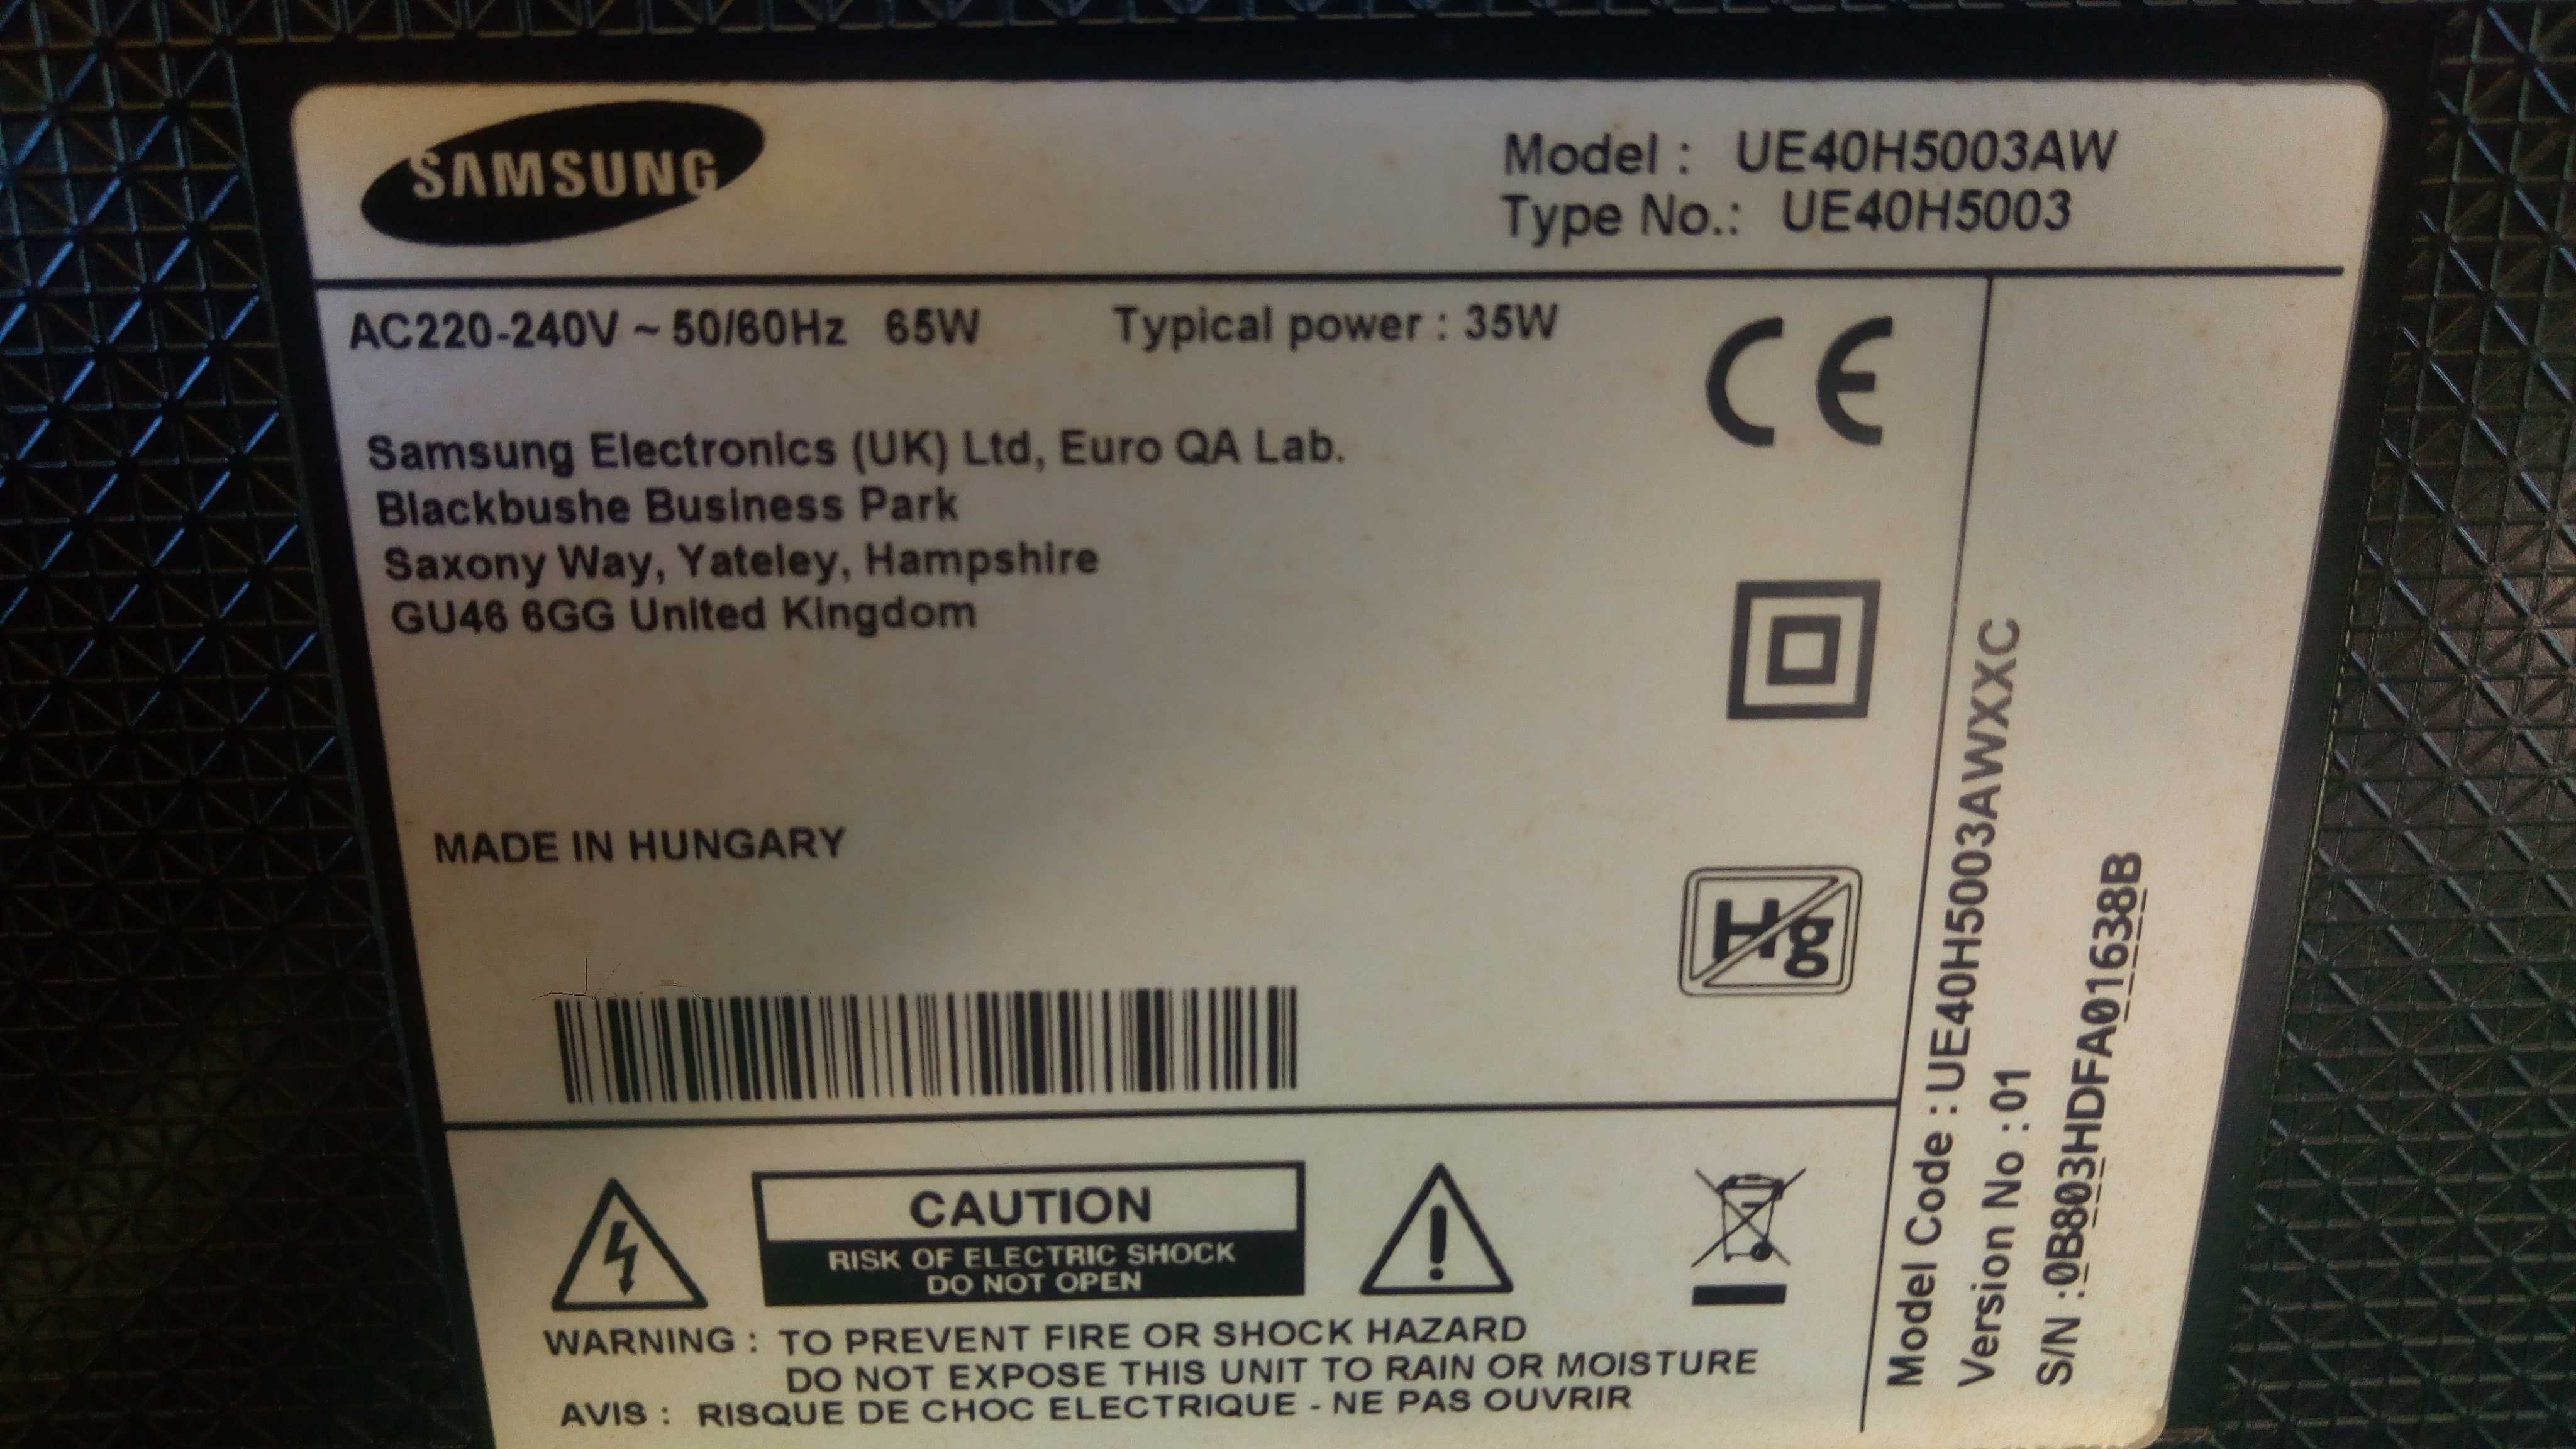 SAMSUNG
Model : UE40H5003AW
Type No.: UE40H5003
AC220-240V ~ 50/60Hz 65W Typical power : 35W
Samsung Electronics (UK) Ltd, Euro QA Lab.
Blackbushe Business Park
Saxony Way, Yateley, Hampshire
GU46 6GG United Kingdom
MADE IN HUNGARY
CE
Hg
CAUTION
RISK OF ELECTRIC SHOCK
DO NOT OPEN
WARNING : TO PREVENT FIRE OR SHOCK HAZARD
DO NOT EXPOSE THIS UNIT TO RAIN OR MOISTURE
AVIS : RISQUE DE CHOC ELECTRIQUE - NE PAS OUVRIR
Model Code : UE40H5003AWXXC
Version No : 01
S/N : 0B803HDFA01638B